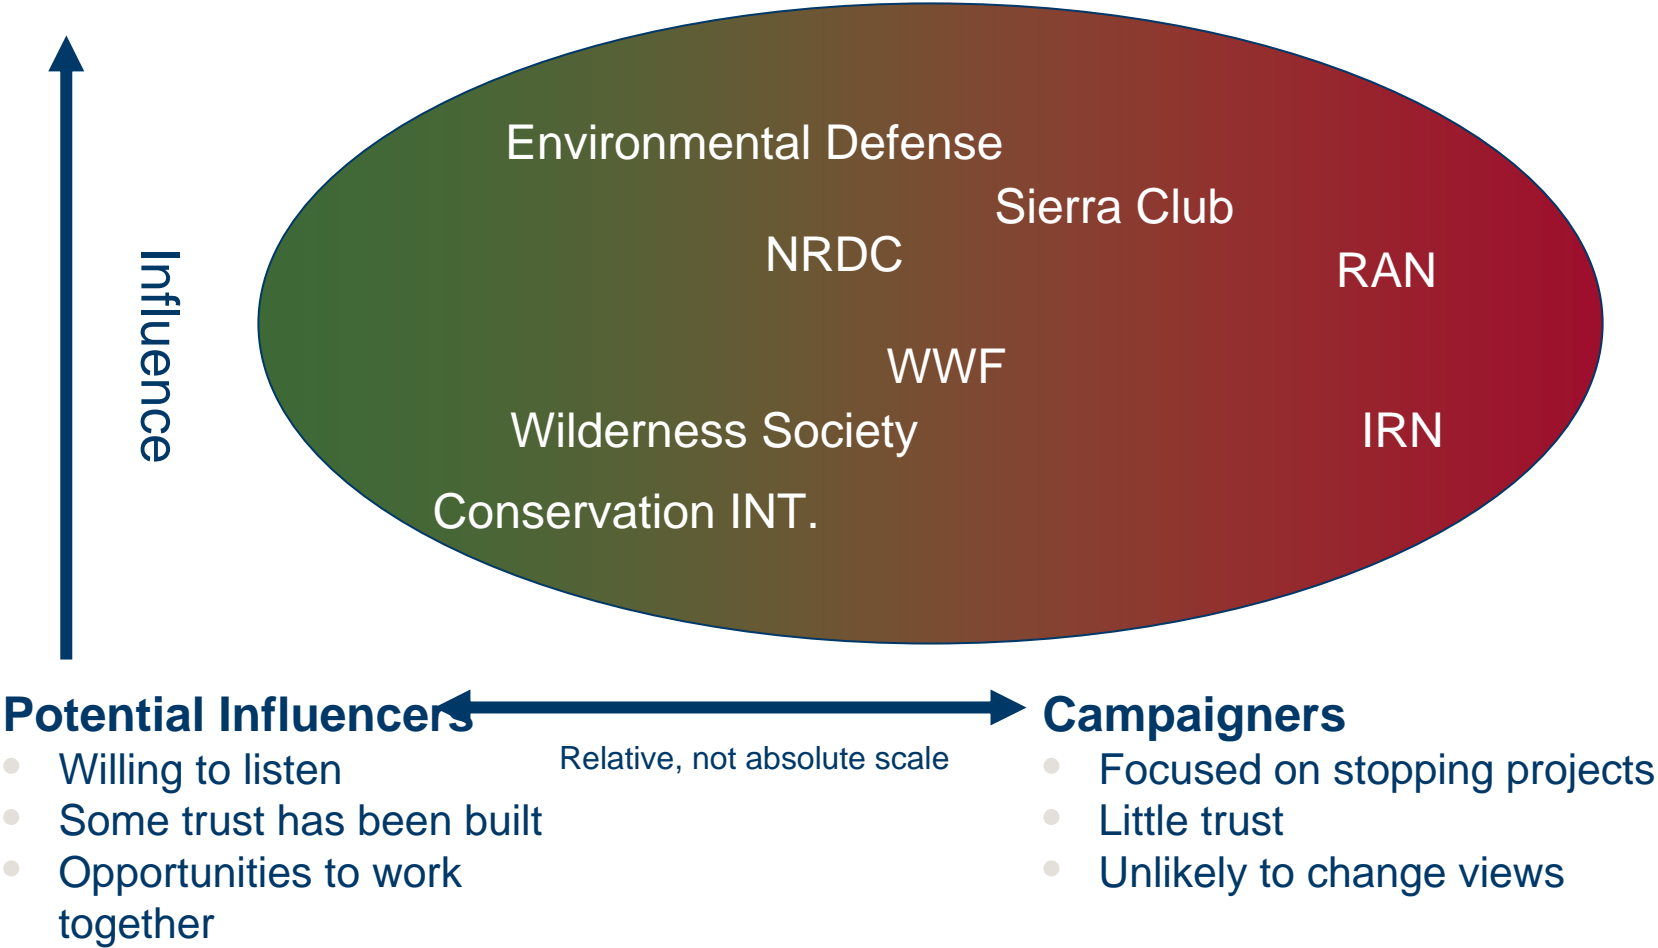 Environmental Defense
Sierra Club
NRDC
RAN
Influence
WWF
Wilderness Society
IRN
Conservation INT.
Potential Influencers
Willing to listen
Some trust has been built
Opportunities to work
together
Relative, not absolute scale
Campaigners
Focused on stopping projects
Little trust
Unlikely to change views